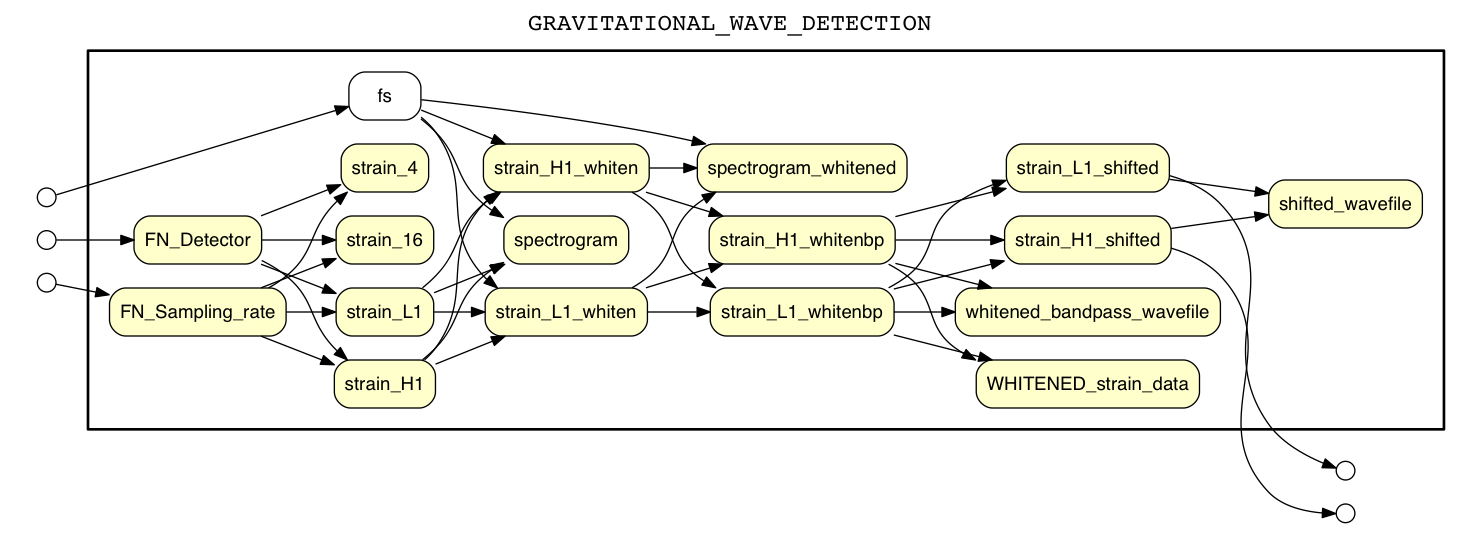 GRAVITATIONAL_WAVE_DETECTION
fs
strain_4
strain_H1_whiten
spectrogram_whitened
strain_L1_shifted
shifted_wavefile
FN_Detector
strain_16
spectrogram
strain_H1_whitenbp
strain_H1_shifted
FN_Sampling_rate
strain_L1
strain_L1_whiten
strain_L1_whitenbp
whitened_bandpass_wavefile
strain_H1
WHITENED_strain_data